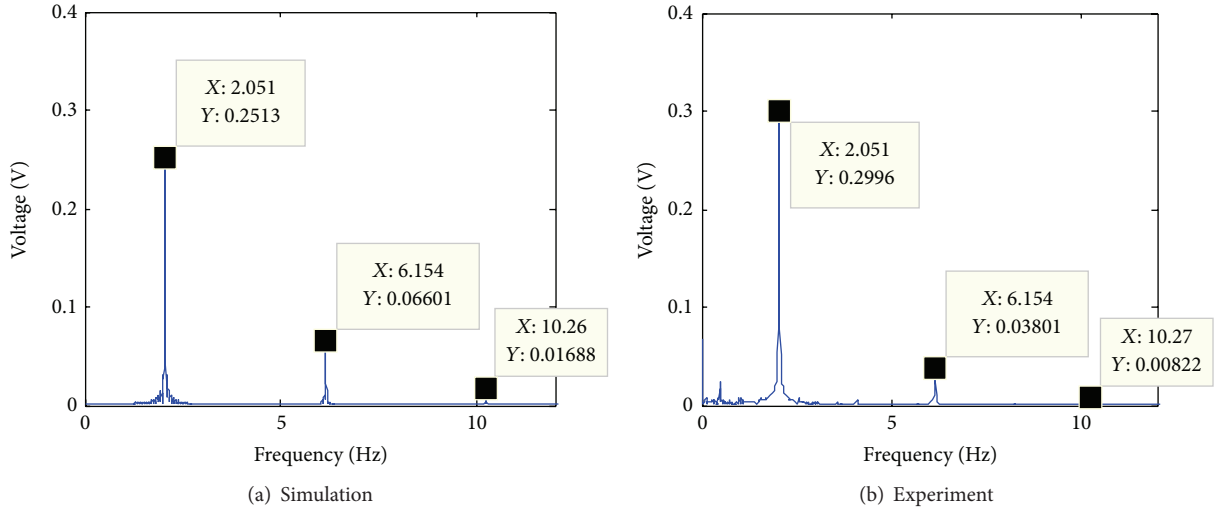 0.4
0.3
0.2
0.1
0
Voltage (V)
X: 2.051
Y: 0.2513
X: 6.154
Y: 0.06601
X: 10.26
Y: 0.01688
0 5 10
Frequency (Hz)
(a) Simulation
0.4
0.3
0.2
0.1
0
Voltage (V)
X: 2.051
Y: 0.2996
X: 6.154
Y: 0.03801
X: 10.27
Y: 0.00822
0 5 10
Frequency (Hz)
(b) Experiment